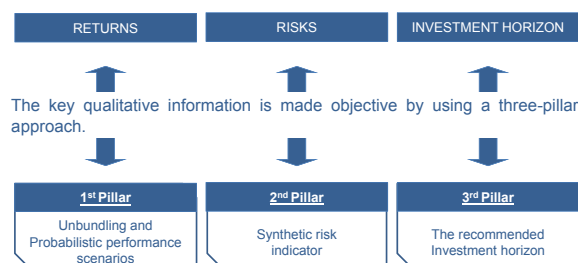 RETURNS
RISKS
INVESTMENT HORIZON
The key qualitative information is made objective by using a three-pillar
approach.
1st Pillar
2nd Pillar
3rd Pillar
Unbundling and
Probabilistic performance
scenarios
Synthetic risk
indicator
The recommended
Investment horizon